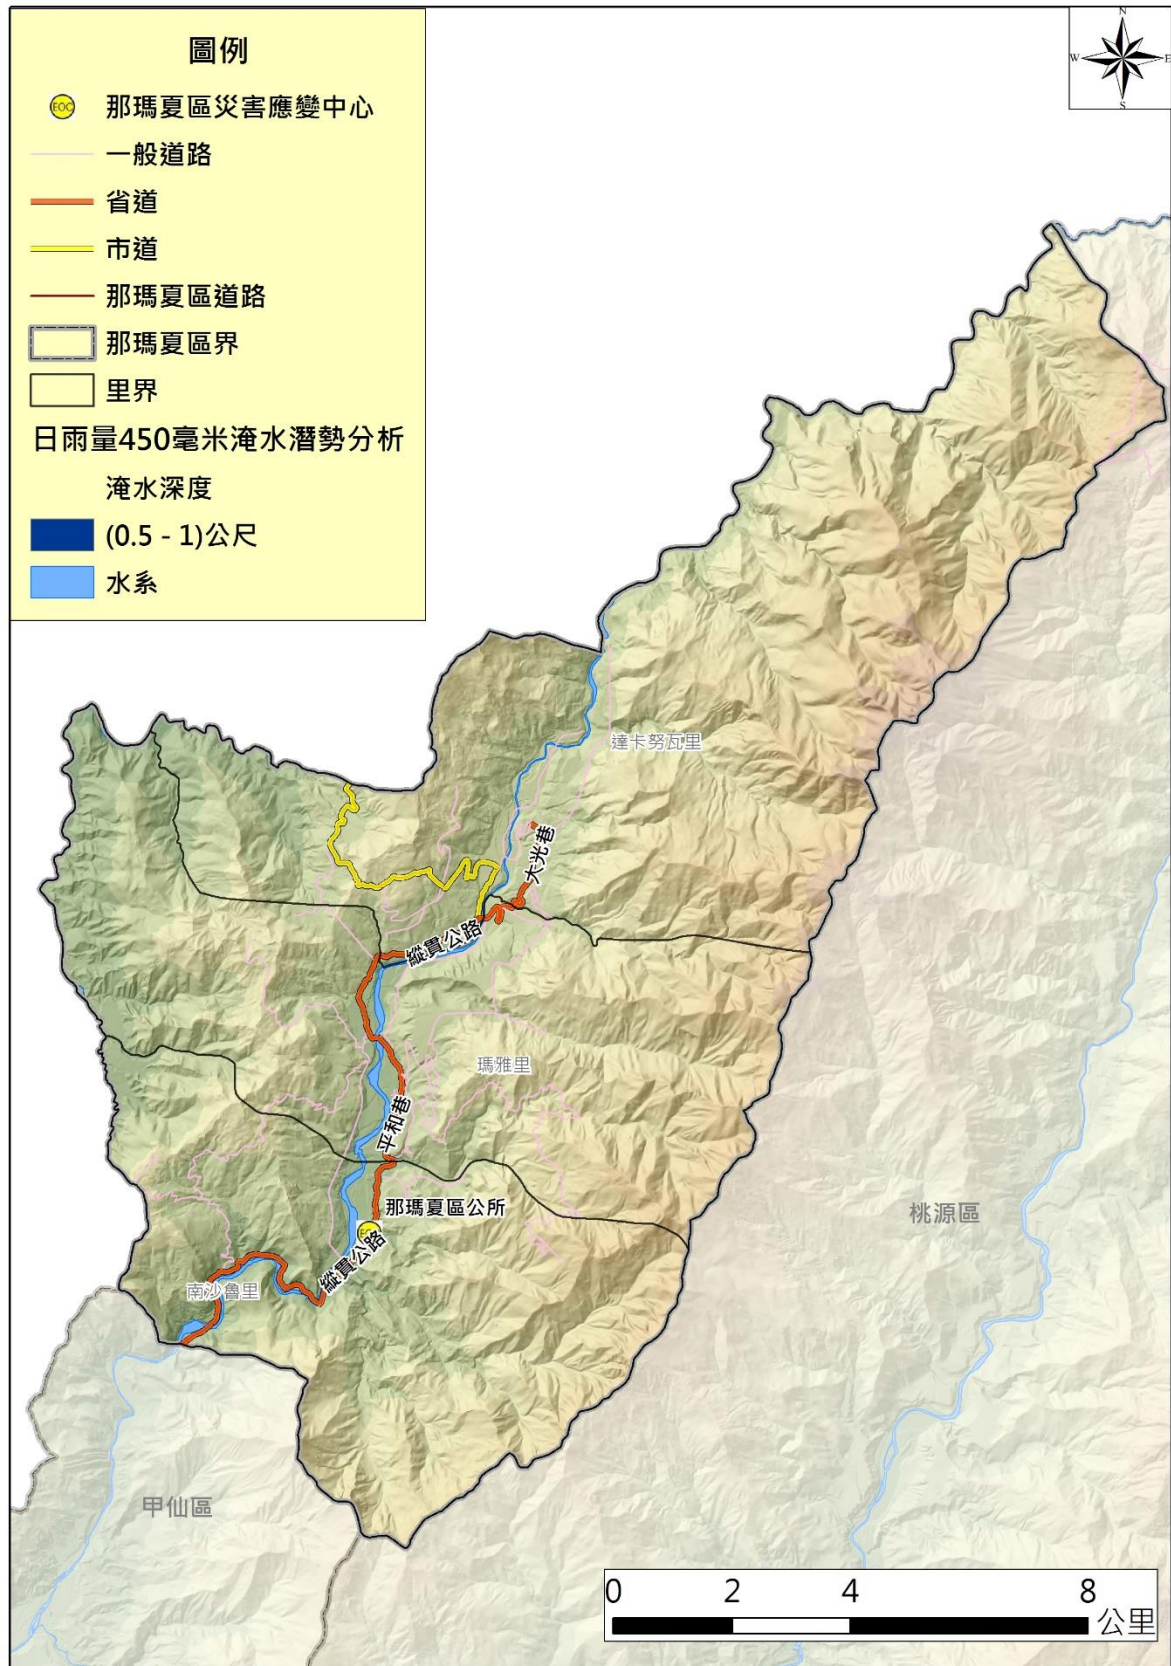 圖例
EOC
那瑪夏區災害應變中心
一般道路
省道
市道
那瑪夏區道路
那瑪夏區界
里界
日雨量450毫米淹水潛勢分析
淹水深度
(0.5 - 1)公尺
水系
N
W
E
S
達卡努瓦里
大光巷
縱貫公路
瑪雅里
平和巷
那瑪夏區公所
縱貫公路
南沙魯里
桃源區
甲仙區
0 2 4 8
公里